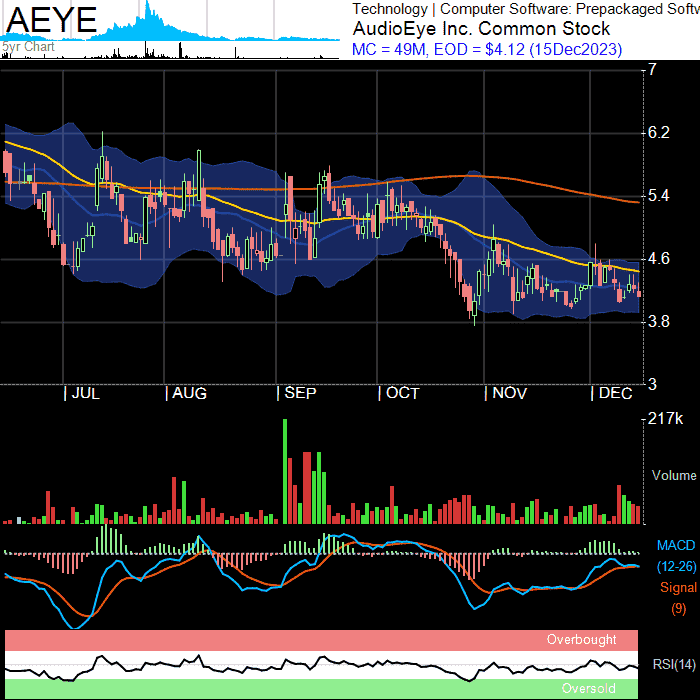 AEYE
5yr Chart
Technology | Computer Software: Prepackaged Softw
AudioEye Inc. Common Stock
MC = 49M, EOD = $4.12 (15Dec2023)
7
6.2
5.4
4.6
3.8
3
| JUL | AUG | SEP | OCT | NOV | DEC
217k
Volume
MACD
(12-26)
Signal
(9)
Overbought
RSI(14)
Oversold